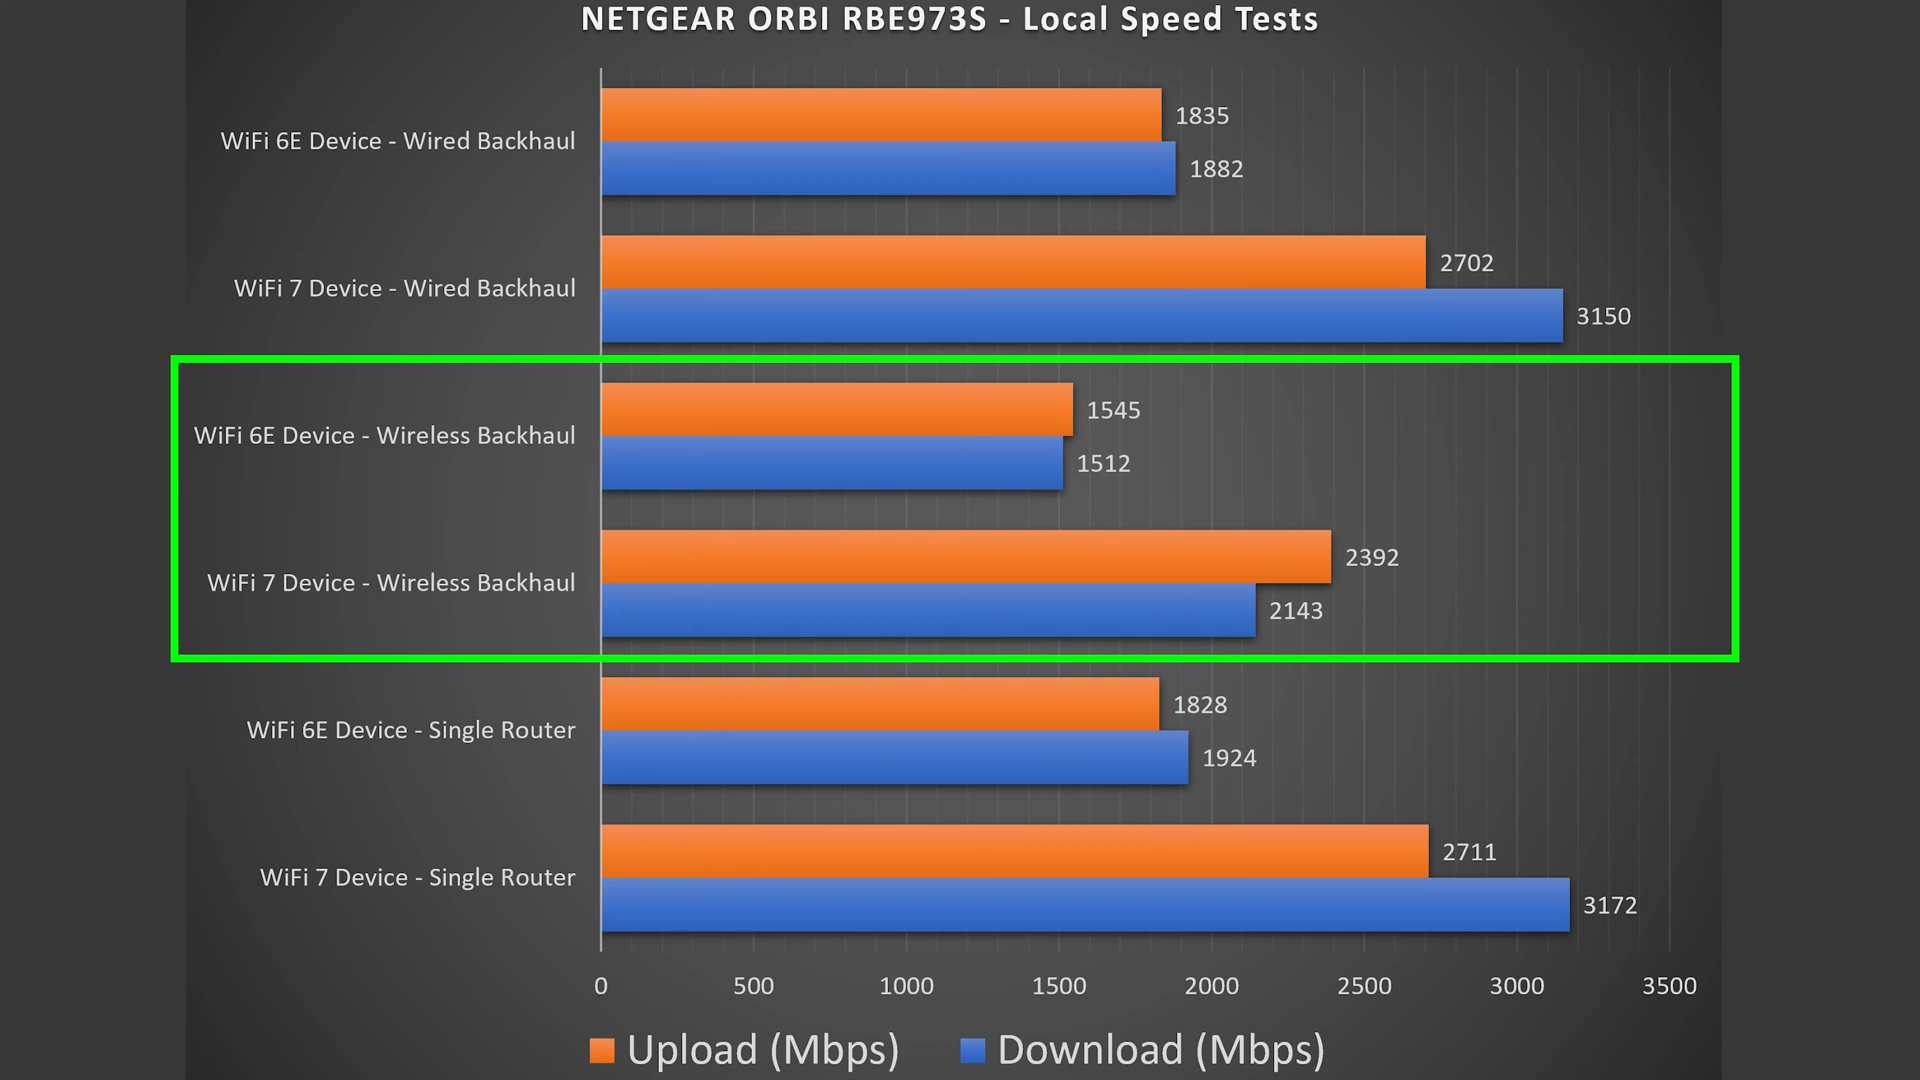 NETGEAR ORBI RBE973S - Local Speed Tests
WiFi 6E Device - Wired Backhaul
1835
1882
WiFi 7 Device - Wired Backhaul
2702
3150
WiFi 6E Device - Wireless Backhaul
1545
1512
WiFi 7 Device - Wireless Backhaul
2392
2143
WiFi 6E Device - Single Router
1828
1924
WiFi 7 Device - Single Router
2711
3172
0 500 1000 1500 2000 2500 3000 3500
Upload (Mbps) Download (Mbps)